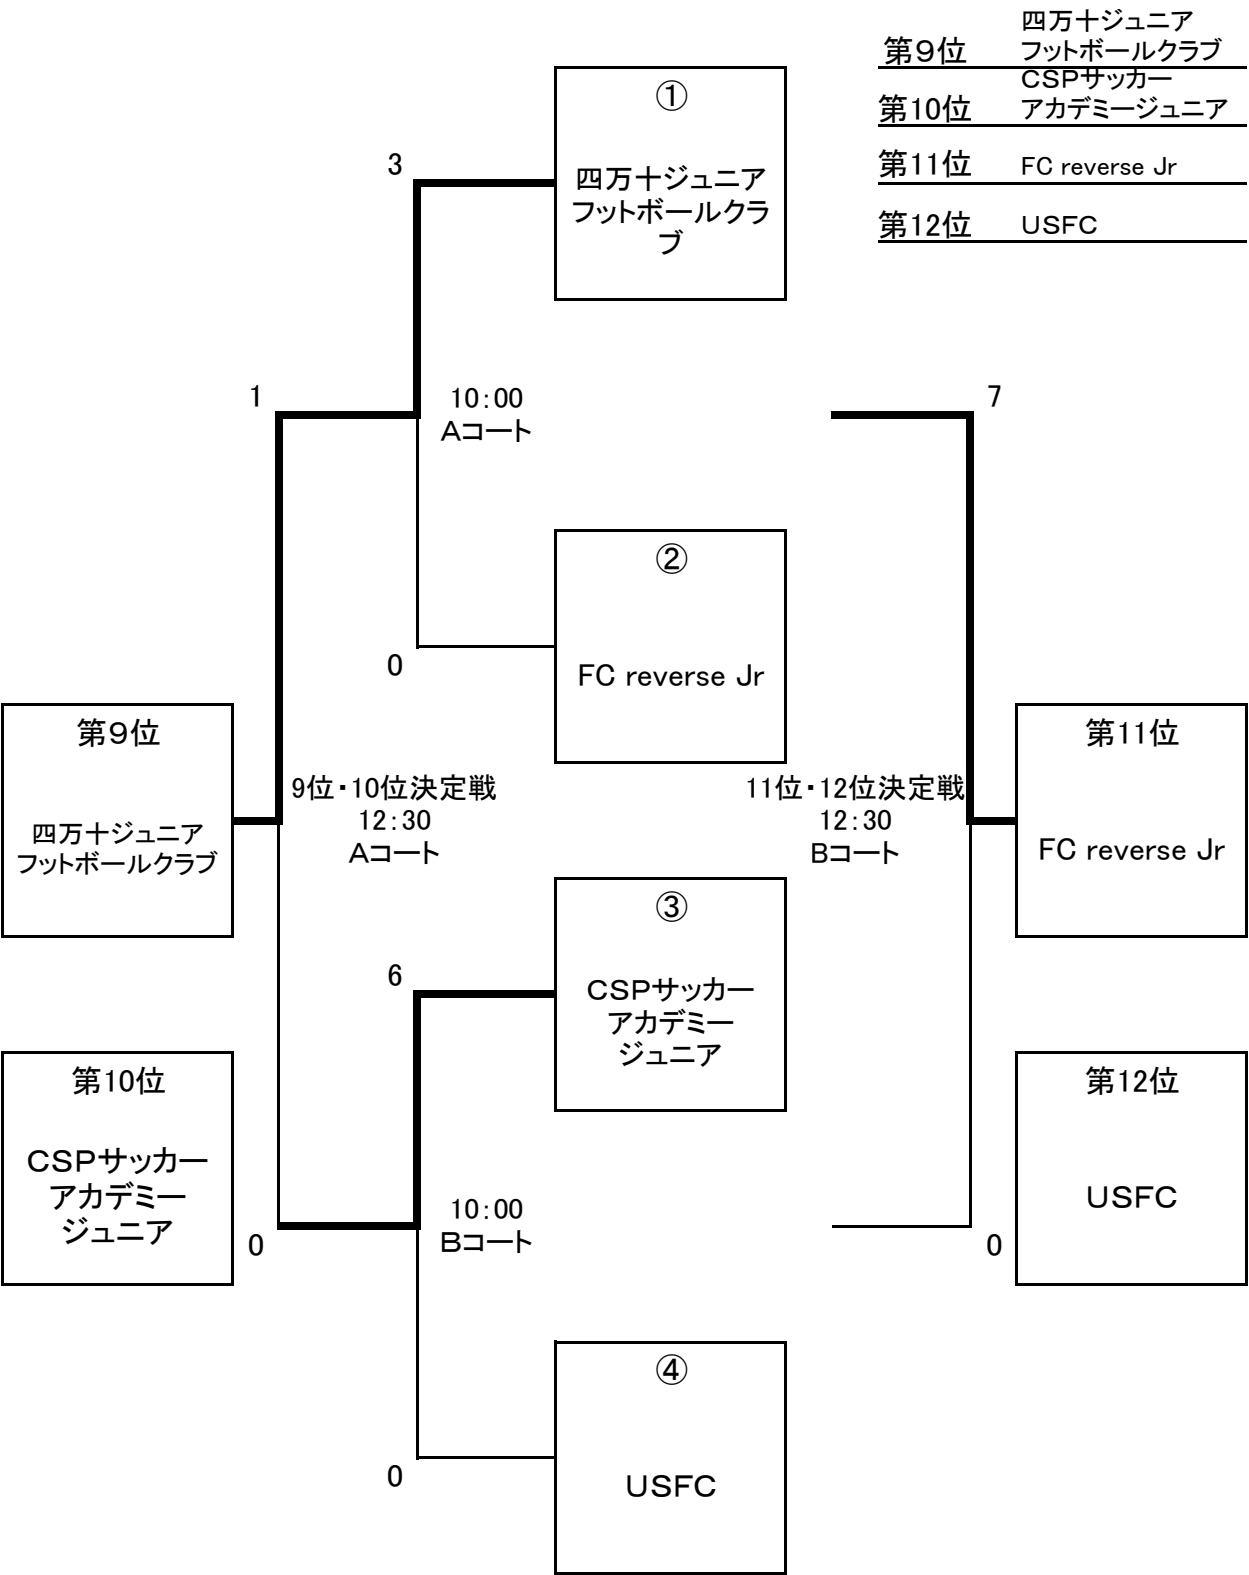 第９位
四万十ジュニア
フットボールクラブ
第10位
CSPサッカー
アカデミージュニア
第11位
FC reverse Jr
第12位
USFC
①
四万十ジュニア
フットボールクラ
ブ
3
1
10：00
Aコート
7
②
FC reverse Jr
0
第９位
四万十ジュニア
フットボールクラブ
9位・10位決定戦
12：30
Aコート
11位・12位決定戦
12：30
Bコート
第11位
FC reverse Jr
③
CSPサッカー
アカデミー
ジュニア
6
第10位
CSPサッカー
アカデミー
ジュニア
0
10：00
Bコート
0
第12位
USFC
④
USFC
0